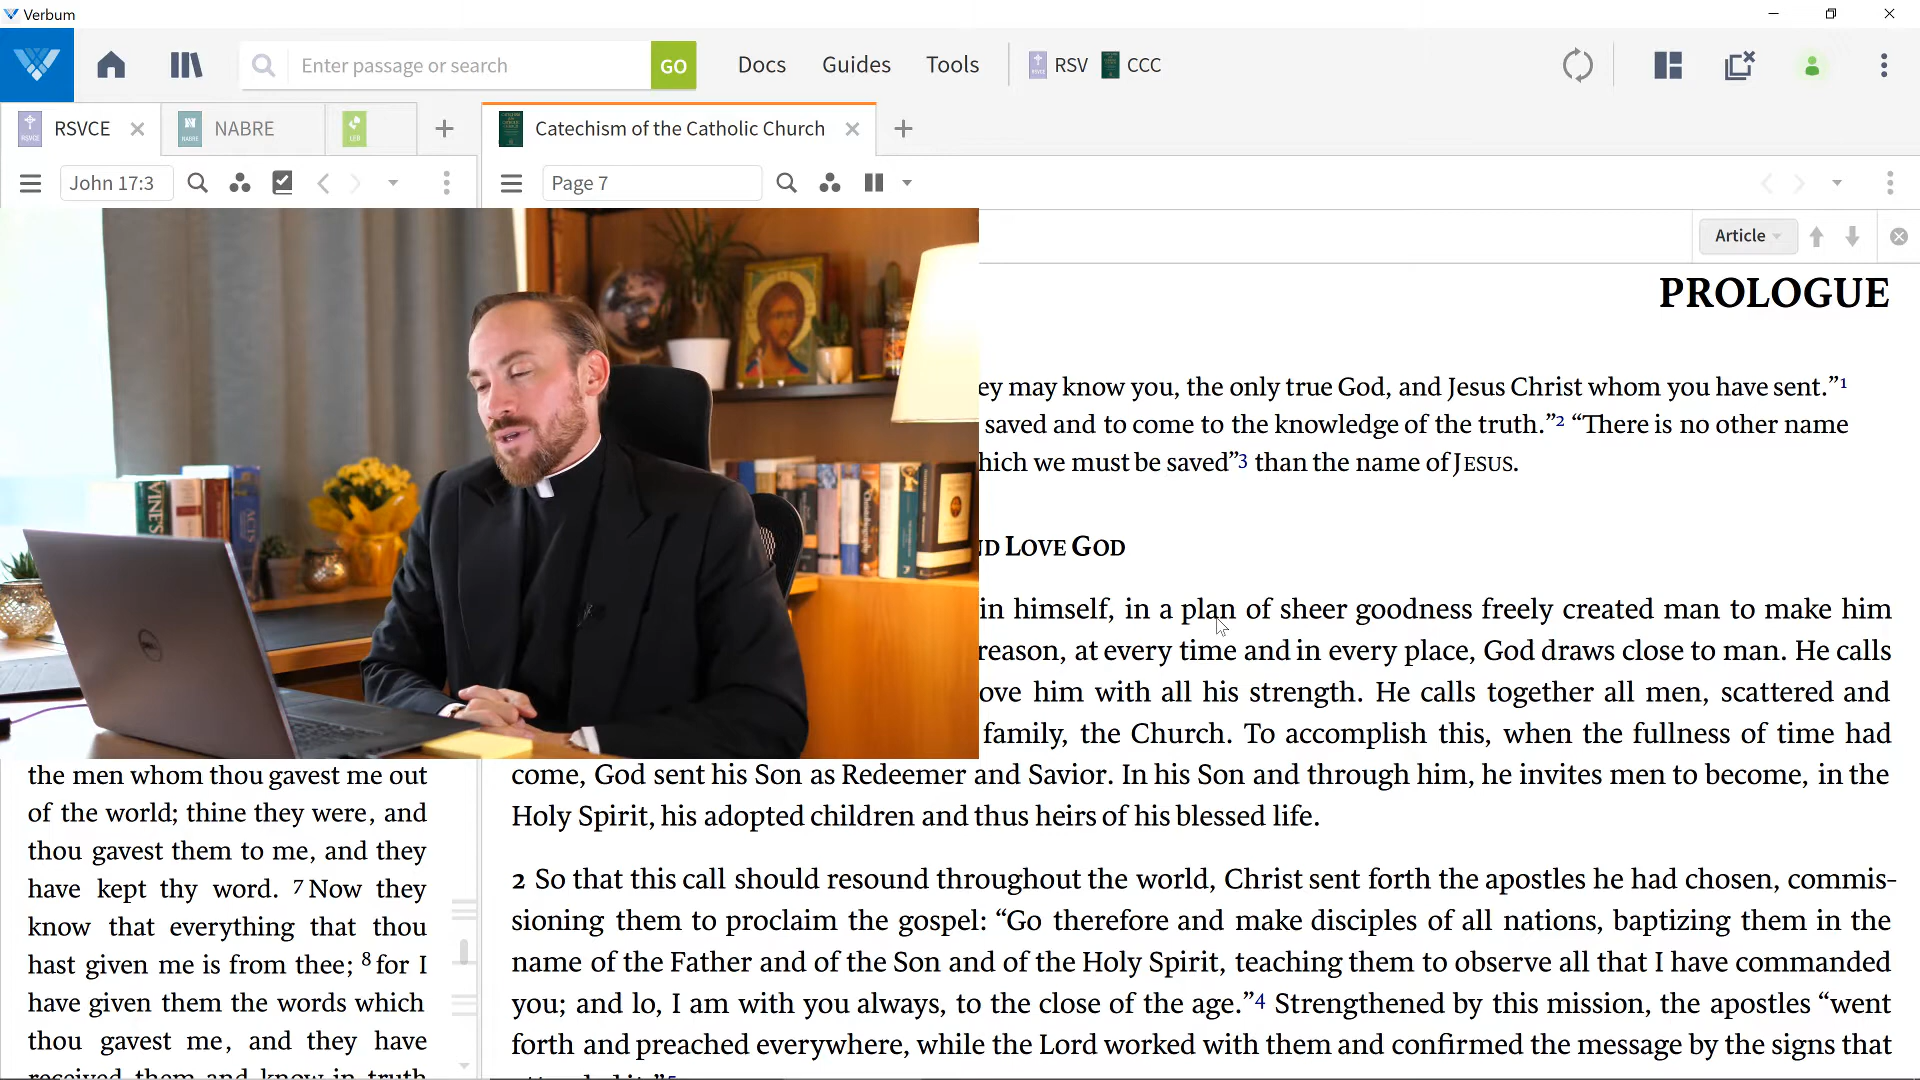 Verbum
Enter passage or search
GO
Docs
Guides
Tools
RSV
CCC
RSVCE
NABRE
LEB
Catechism of the Catholic Church
John 17:3
Page 7
Article
PROLOGUE
ey may know you, the only true God, and Jesus Christ whom you have sent.”1
saved and to come to the knowledge of the truth.”2 “There is no other name
hich we must be saved”3 than the name of JESUS.
ND LOVE GOD
in himself, in a plan of sheer goodness freely created man to make him
reason, at every time and in every place, God draws close to man. He calls
ove him with all his strength. He calls together all men, scattered and
family, the Church. To accomplish this, when the fullness of time had
come, God sent his Son as Redeemer and Savior. In his Son and through him, he invites men to become, in the
Holy Spirit, his adopted children and thus heirs of his blessed life.
2 So that this call should resound throughout the world, Christ sent forth the apostles he had chosen, commis-
sioning them to proclaim the gospel: “Go therefore and make disciples of all nations, baptizing them in the
name of the Father and of the Son and of the Holy Spirit, teaching them to observe all that I have commanded
you; and lo, I am with you always, to the close of the age.”4 Strengthened by this mission, the apostles “went
forth and preached everywhere, while the Lord worked with them and confirmed the message by the signs that
the men whom thou gavest me out
of the world; thine they were, and
thou gavest them to me, and they
have kept thy word. 7 Now they
know that everything that thou
hast given me is from thee; 8 for I
have given them the words which
thou gavest me, and they have
received them and know in truth